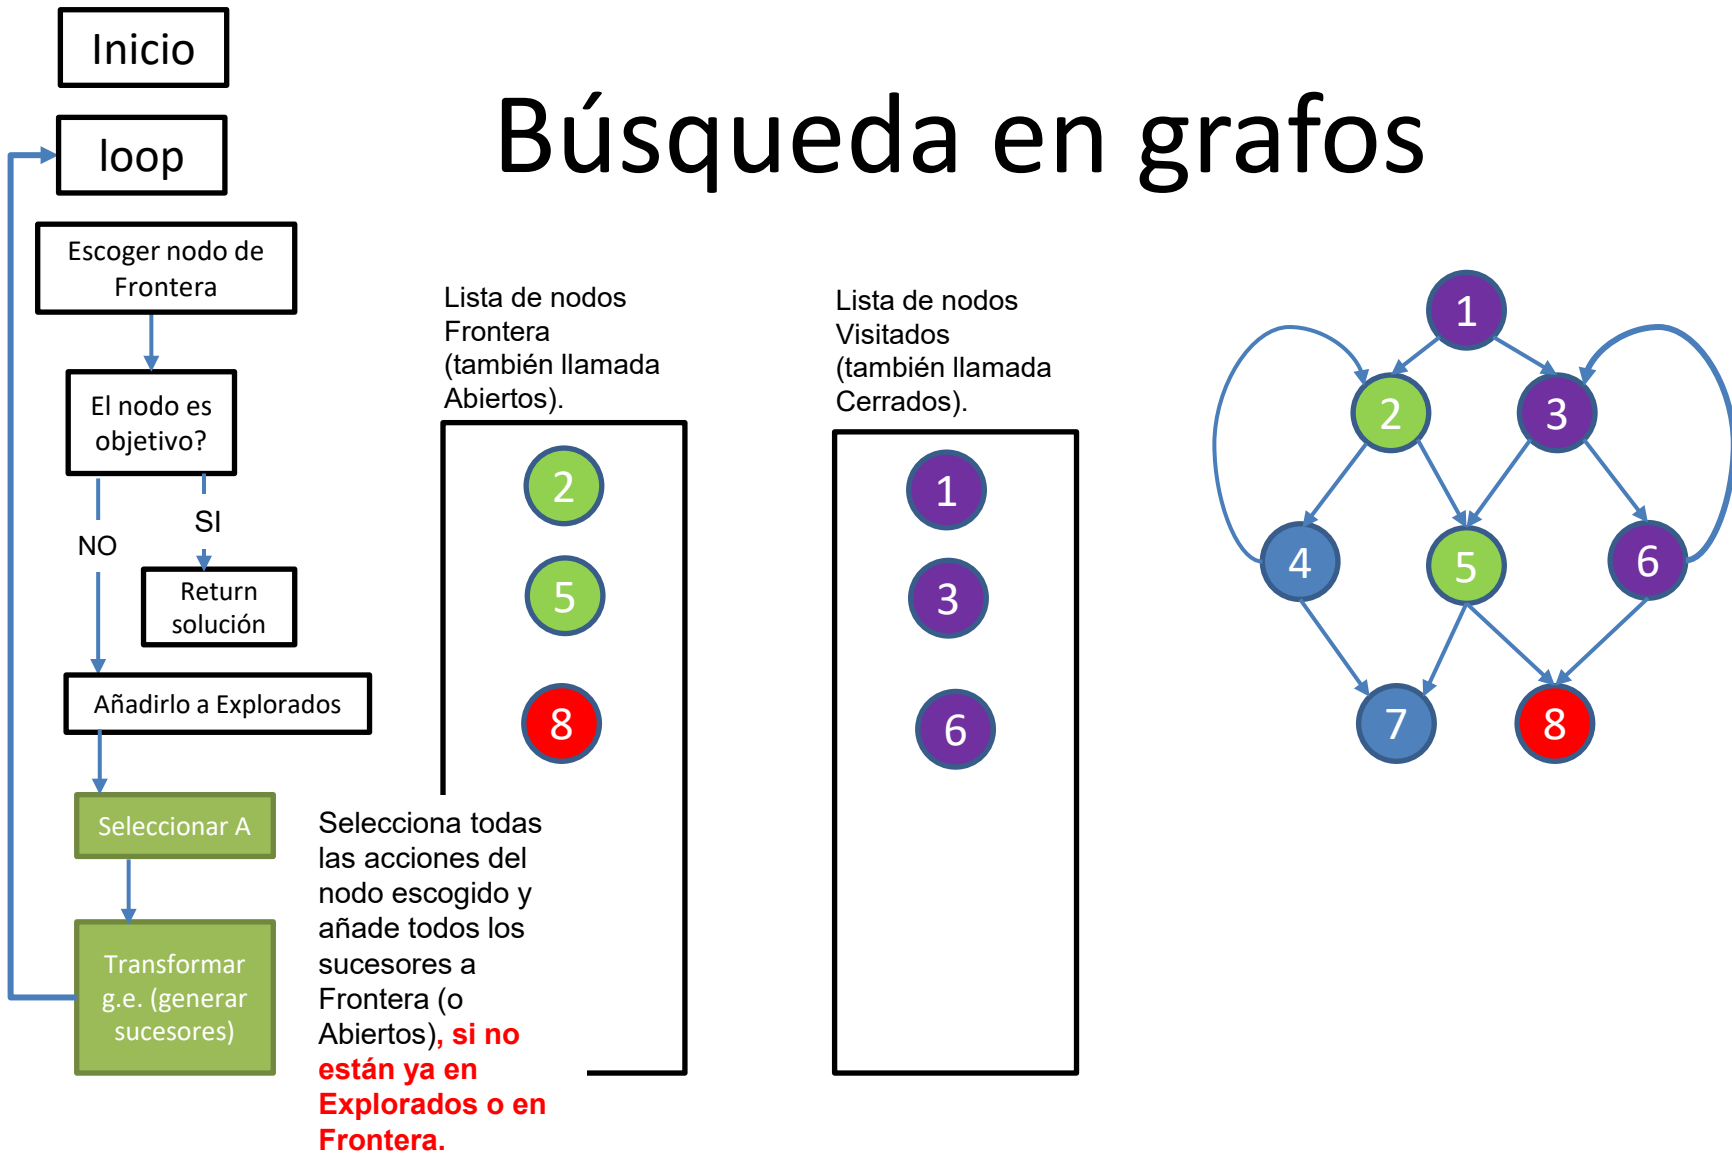 Inicio
loop
Búsqueda en grafos
Escoger nodo de
Frontera
El nodo es
objetivo?
NO
SI
Return
solución
Añadirlo a Explorados
Seleccionar A
Transformar
g.e. (generar
sucesores)
Selecciona todas
las acciones del
nodo escogido y
añade todos los
sucesores a
Frontera (o
Abiertos), si no
están ya en
Explorados o en
Frontera.
Lista de nodos
Frontera
(también llamada
Abiertos).
2
5
8
Lista de nodos
Visitados
(también llamada
Cerrados).
1
3
6
1
2
3
4
5
6
7
8